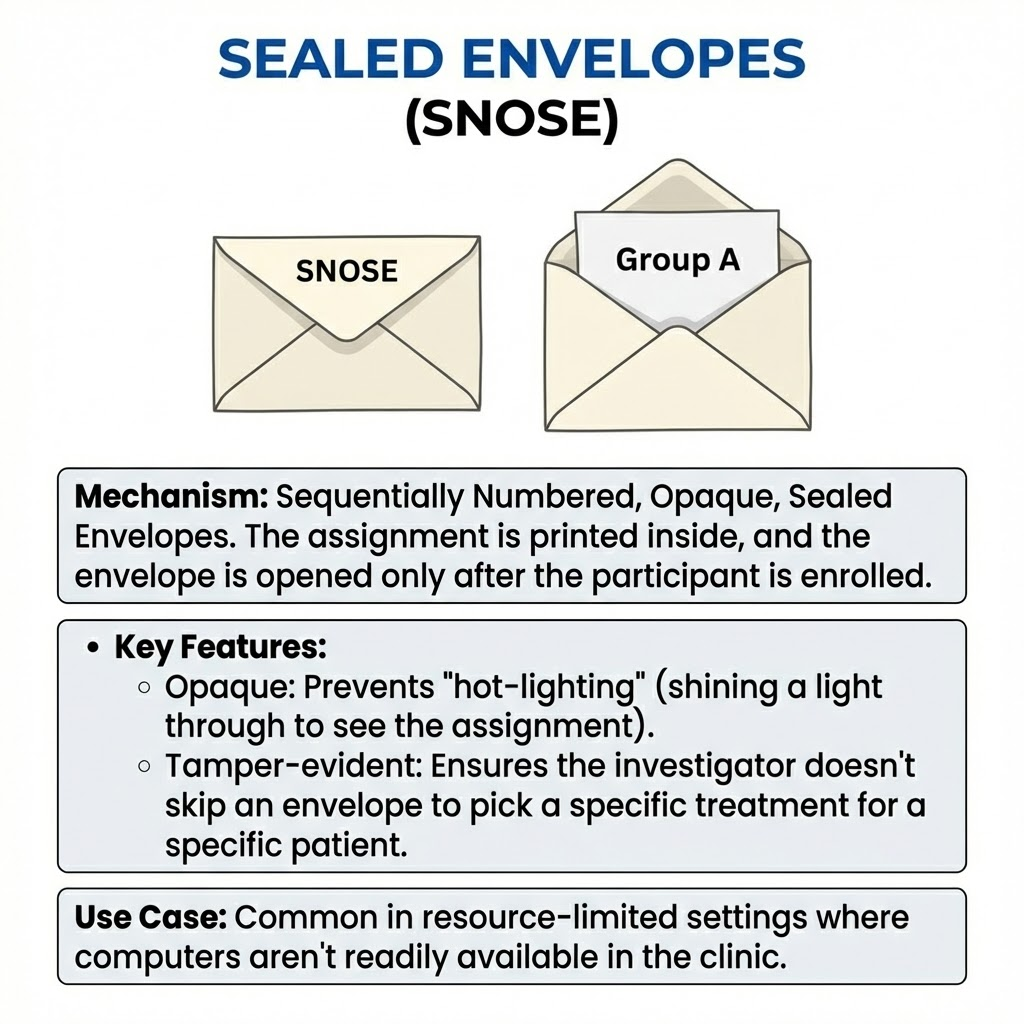 SEALED ENVELOPES
(SNOSE)
SNOSE
Group A
Mechanism: Sequentially Numbered, Opaque, Sealed
Envelopes. The assignment is printed inside, and the
envelope is opened only after the participant is enrolled.
• Key Features:
○ Opaque: Prevents "hot-lighting" (shining a light
through to see the assignment).
○ Tamper-evident: Ensures the investigator doesn't
skip an envelope to pick a specific treatment for a
specific patient.
Use Case: Common in resource-limited settings where
computers aren't readily available in the clinic.